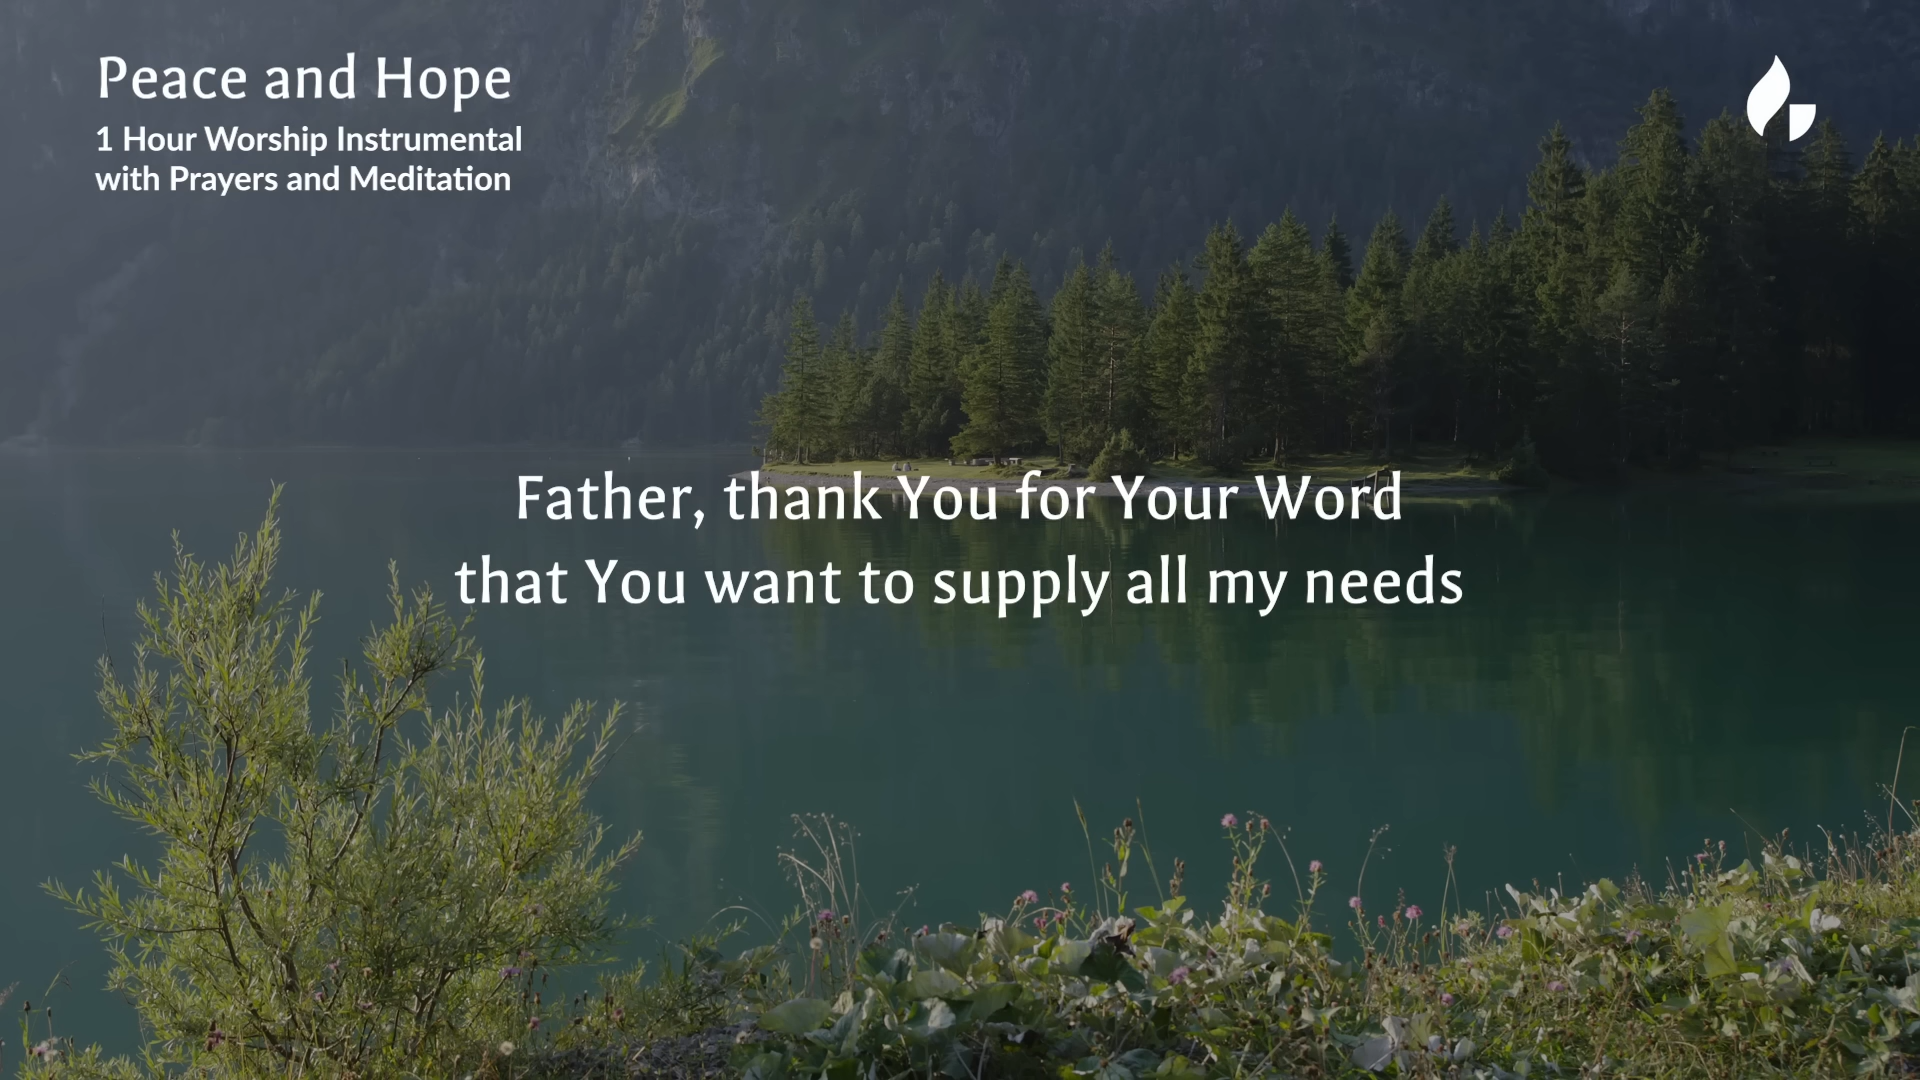 Peace and Hope
1 Hour Worship Instrumental
with Prayers and Meditation
Father, thank You for Your Word
that You want to supply all my needs